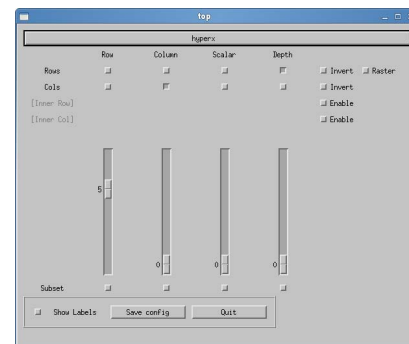 top
hyperx
Row Column Scalar Depth
Rows Invert Raster
Cols Invert
[Inner Row] Enable
[Inner Col] Enable
5
0 0 0
Subset
Show Labels Save config Quit